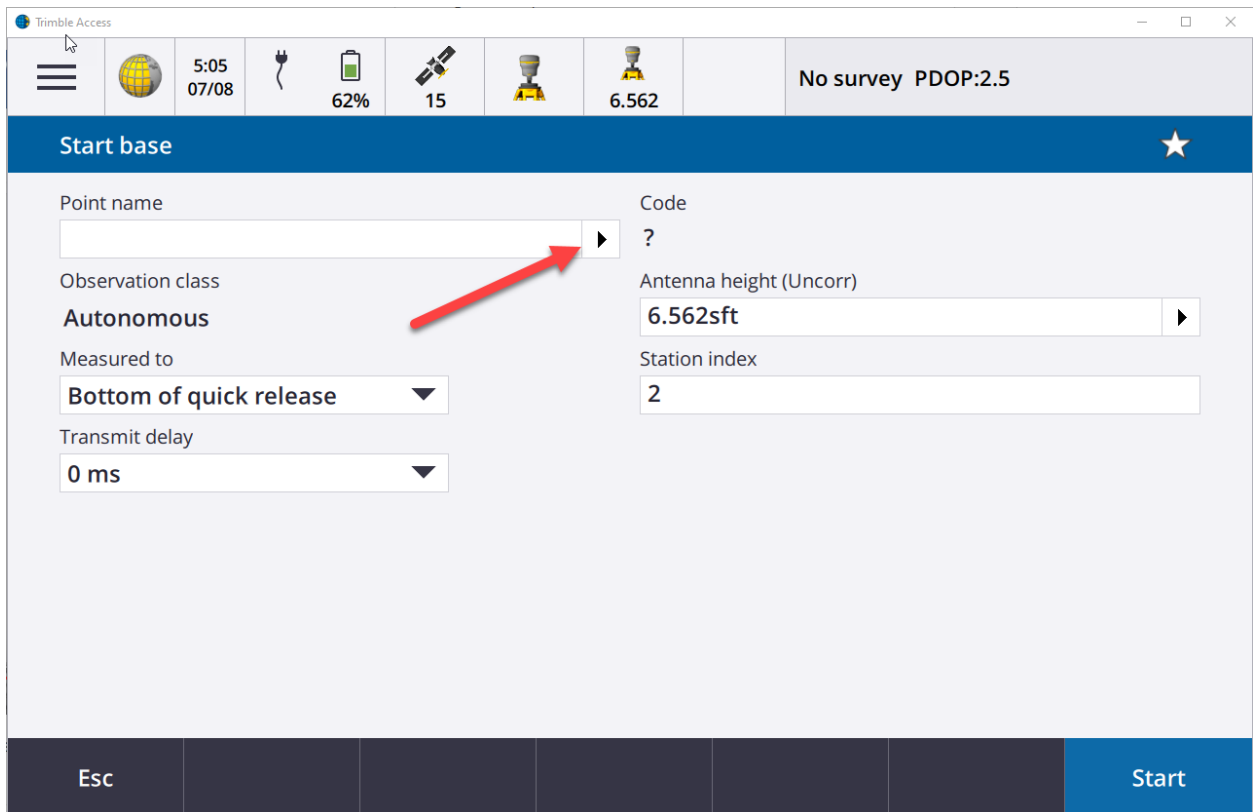 Trimble Access
5:05
07/08
62%
15
6.562
No survey PDOP:2.5
Start base
Point name
Code
?
Observation class
Autonomous
Antenna height (Uncorr)
6.562sft
Measured to
Bottom of quick release
Station index
2
Transmit delay
0 ms
Esc
Start